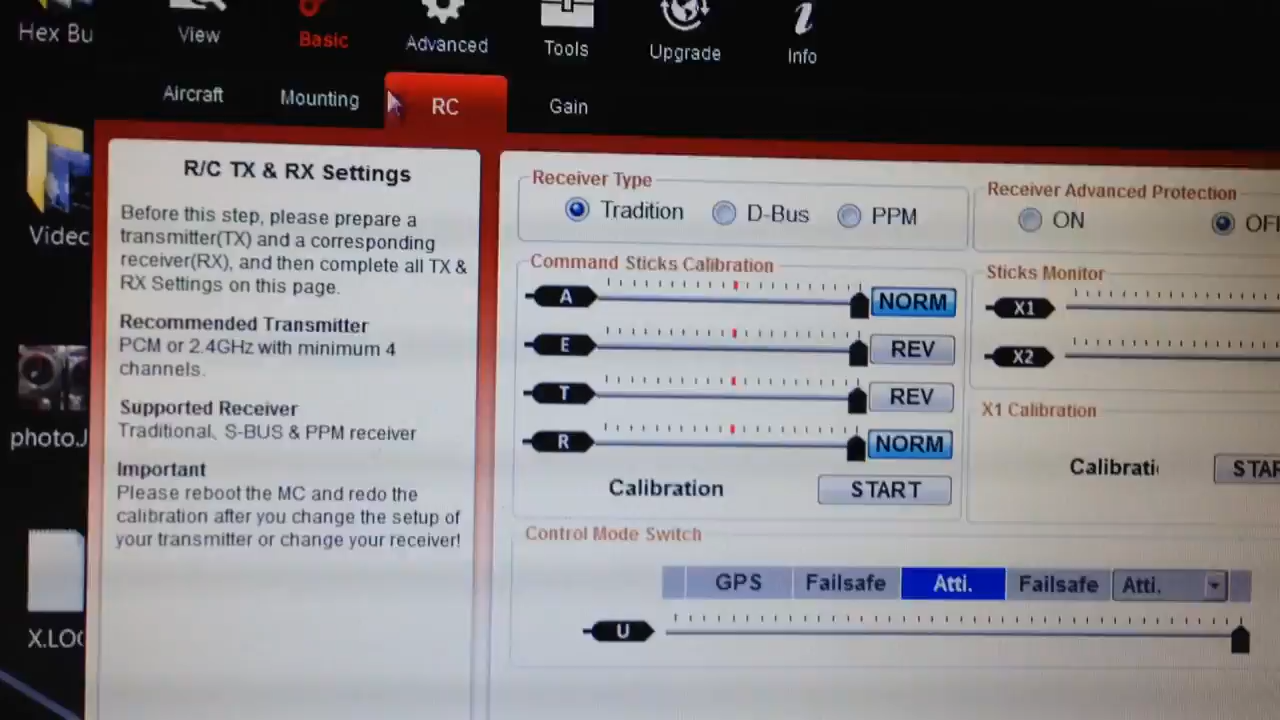 Hex Bu
View
Basic
Advanced
Tools
Upgrade
Info
Aircraft
Mounting
RC
Gain
R/C TX & RX Settings
Before this step, please prepare a
transmitter(TX) and a corresponding
receiver(RX), and then complete all TX &
RX Settings on this page.
Recommended Transmitter
PCM or 2.4GHz with minimum 4
channels.
Supported Receiver
Traditional、S-BUS & PPM receiver
Important
Please reboot the MC and redo the
calibration after you change the setup of
your transmitter or change your receiver!
Receiver Type
Tradition
D-Bus
PPM
Receiver Advanced Protection
ON
OFF
Command Sticks Calibration
A
NORM
E
REV
T
REV
R
NORM
Calibration
START
Sticks Monitor
X1
X2
X1 Calibration
Calibrati
STAR
Control Mode Switch
GPS
Failsafe
Atti.
Failsafe
Atti.
U
Videc
photo.J
X.LOG